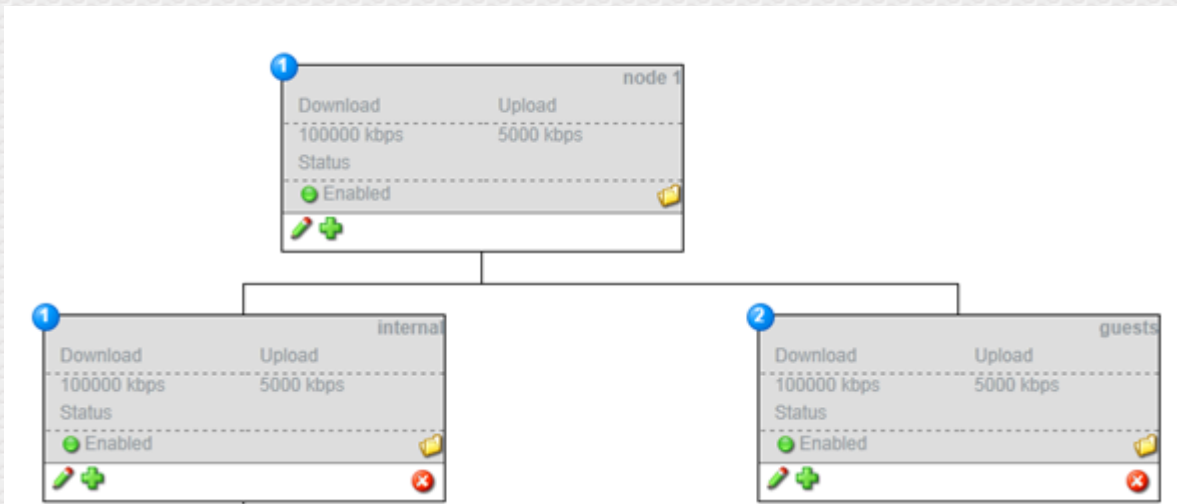 1
node 1
Download Upload
100000 kbps 5000 kbps
Status
Enabled
1
internal
Download Upload
100000 kbps 5000 kbps
Status
Enabled
2
guests
Download Upload
100000 kbps 5000 kbps
Status
Enabled